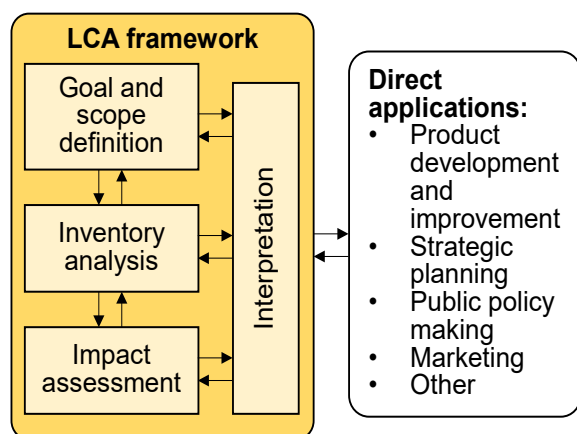 LCA framework
Goal and
scope
definition
Inventory
analysis
Impact
assessment
Interpretation
Direct
applications:
• Product
development
and
improvement
• Strategic
planning
• Public policy
making
• Marketing
• Other